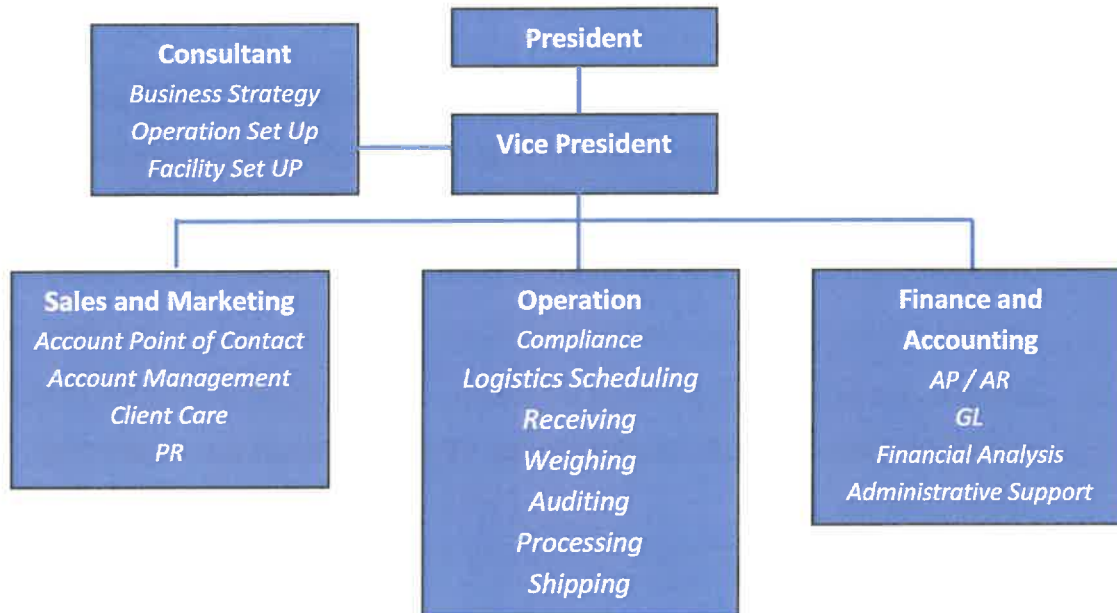 President
Consultant
Business Strategy
Operation Set Up
Facility Set UP
Vice President
Sales and Marketing
Account Point of Contact
Account Management
Client Care
PR
Operation
Compliance
Logistics Scheduling
Receiving
Weighing
Auditing
Processing
Shipping
Finance and
Accounting
AP / AR
GL
Financial Analysis
Administrative Support